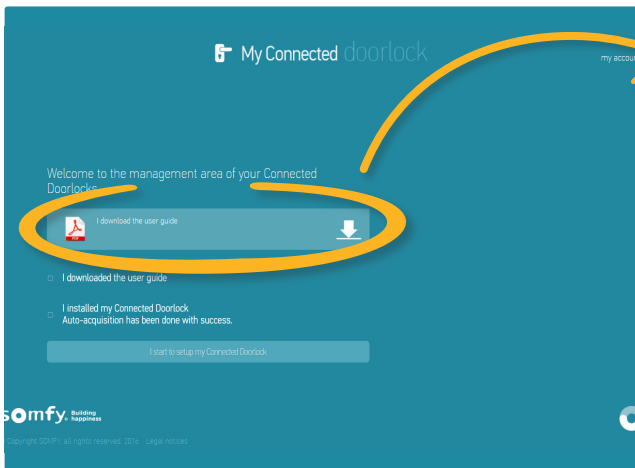 My Connected doorlock
my accour
Welcome to the management area of your Connected
Doorlocks
I download the user guide
PDF
I downloaded the user guide
I installed my Connected Doorlock
Auto-acquisition has been done with success.
I start to setup my Connected Doorlock
somfy. Building
happiness
Copyright SOMFY, all rights reserved, 2016 Legal notices